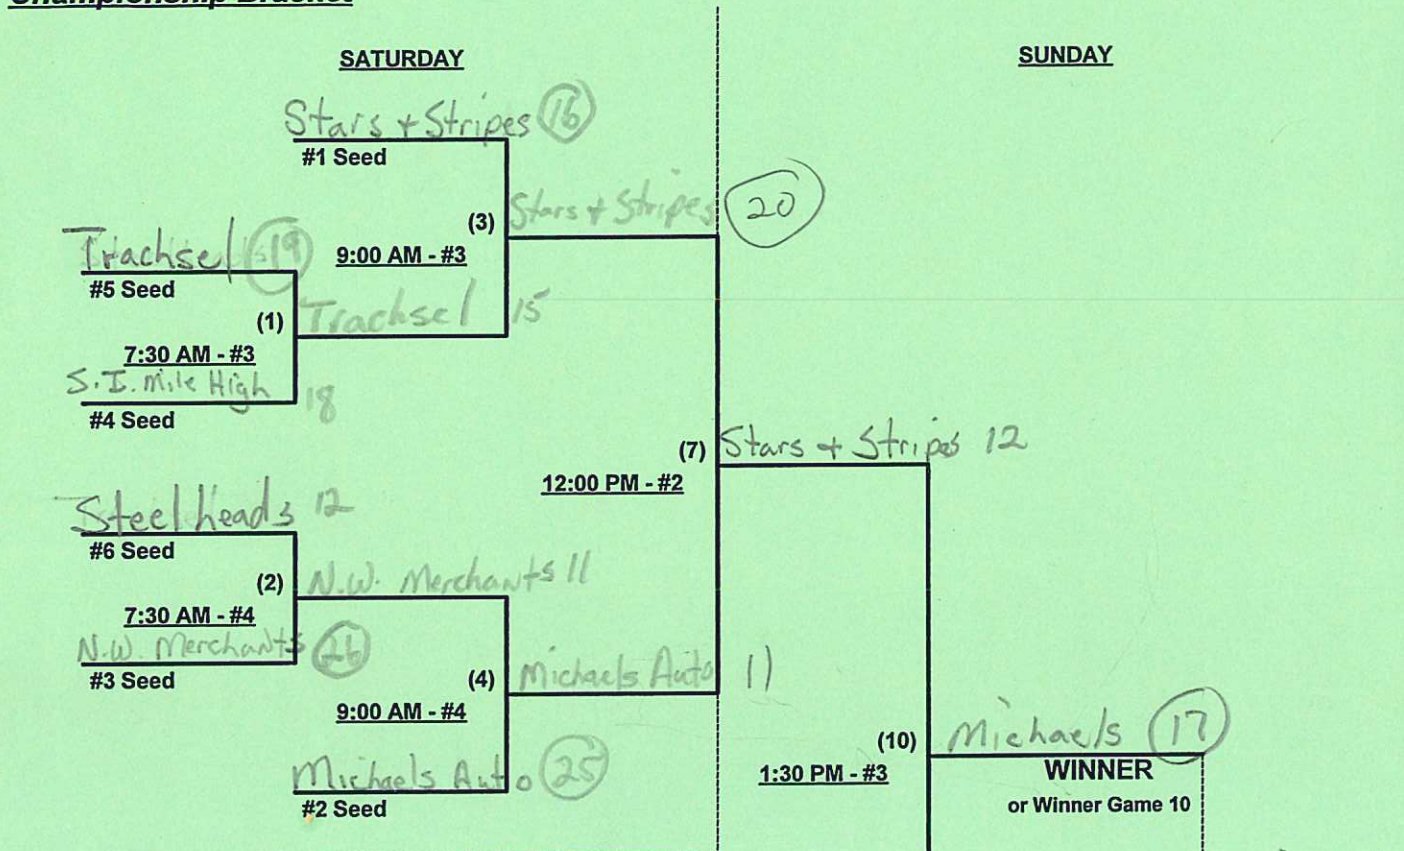 Championship Bracket
SATURDAY
SUNDAY
Stars + Stripes 16
#1 Seed
(3)
Stars + Stripes 20
9:00 AM - #3
Trachsel 19
#5 Seed
(1)
Trachsel 15
7:30 AM - #3
S.I. Mile High 18
#4 Seed
(7)
Stars + Stripes 12
12:00 PM - #2
Steelheads 12
#6 Seed
(2)
N.W. Merchants 11
7:30 AM - #4
N.W. Merchants 26
#3 Seed
(4)
Michaels Auto 11
9:00 AM - #4
Michaels Auto 25
#2 Seed
(10)
Michaels 17
1:30 PM - #3
WINNER
or Winner Game 10